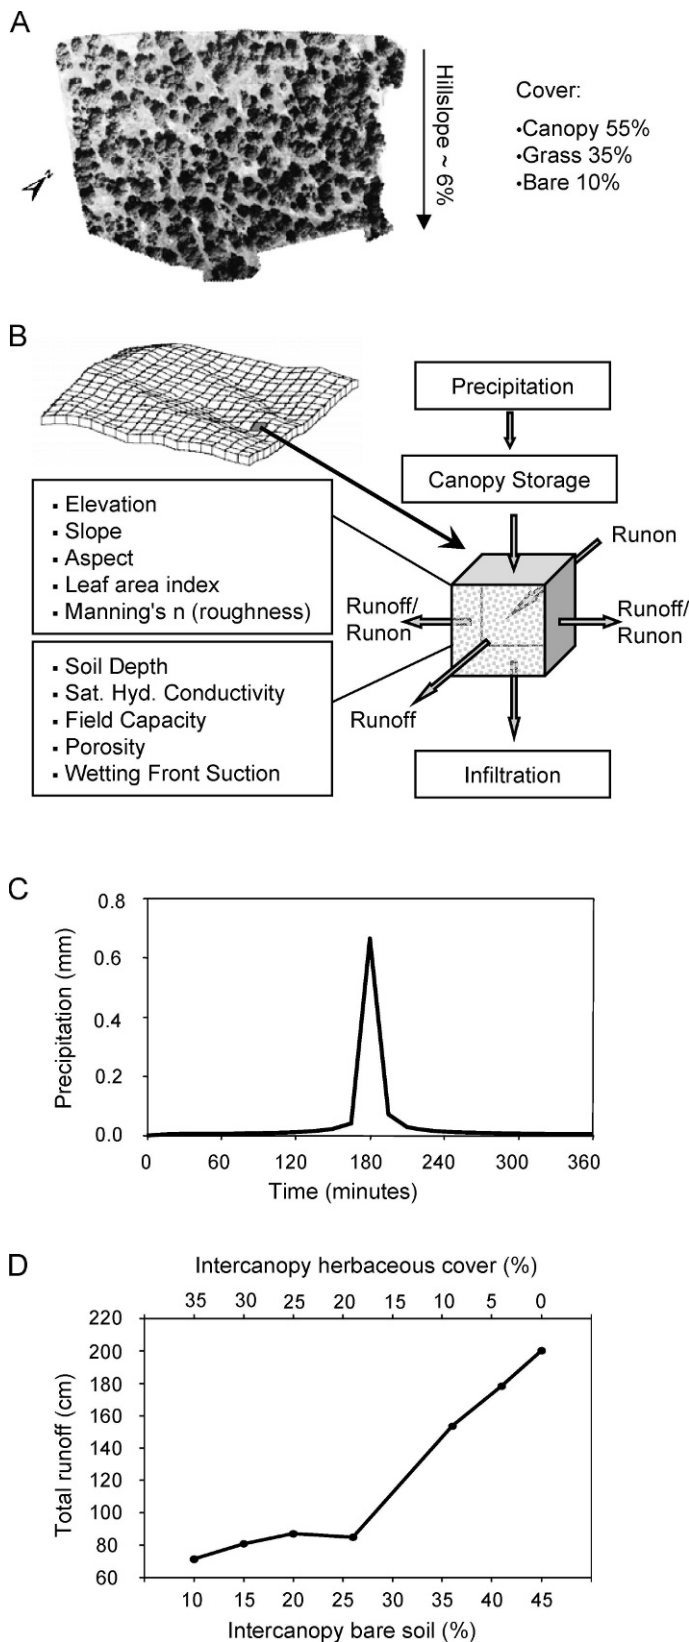 A
Hillslope ~ 6%
Cover:
•Canopy 55%
•Grass 35%
•Bare 10%
B
Precipitation
Canopy Storage
▪ Elevation
▪ Slope
▪ Aspect
▪ Leaf area index
▪ Manning's n (roughness)
Runon
Runoff/
Runon
Runoff/
Runon
▪ Soil Depth
▪ Sat. Hyd. Conductivity
▪ Field Capacity
▪ Porosity
▪ Wetting Front Suction
Runoff
Infiltration
C
Precipitation (mm)
0.8
0.6
0.4
0.2
0.0
0 60 120 180 240 300 360
Time (minutes)
D
Intercanopy herbaceous cover (%)
35 30 25 20 15 10 5 0
Total runoff (cm)
220
200
180
160
140
120
100
80
60
10 15 20 25 30 35 40 45
Intercanopy bare soil (%)